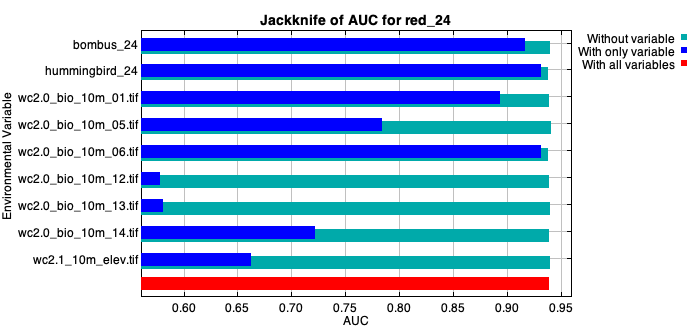 Jackknife of AUC for red_24
Without variable
With only variable
With all variables
Environmental Variable
bombus_24
hummingbird_24
wc2.0_bio_10m_01.tif
wc2.0_bio_10m_05.tif
wc2.0_bio_10m_06.tif
wc2.0_bio_10m_12.tif
wc2.0_bio_10m_13.tif
wc2.0_bio_10m_14.tif
wc2.1_10m_elev.tif
0.60 0.65 0.70 0.75 0.80 0.85 0.90 0.95
AUC